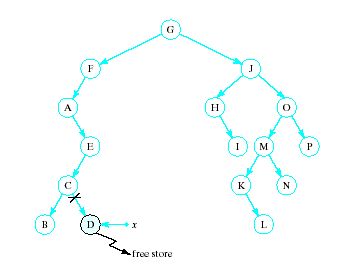 G
F J
A H O
E I M P
C K N
B D x L
free store